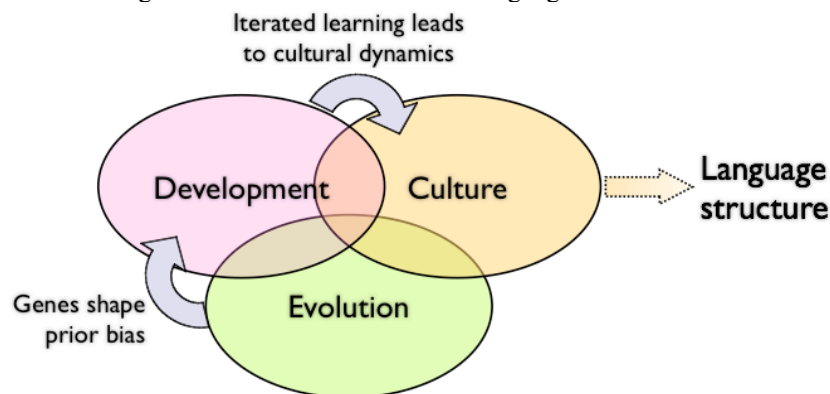 Iterated learning leads
to cultural dynamics
Development
Culture
Language
structure
Evolution
Genes shape
prior bias